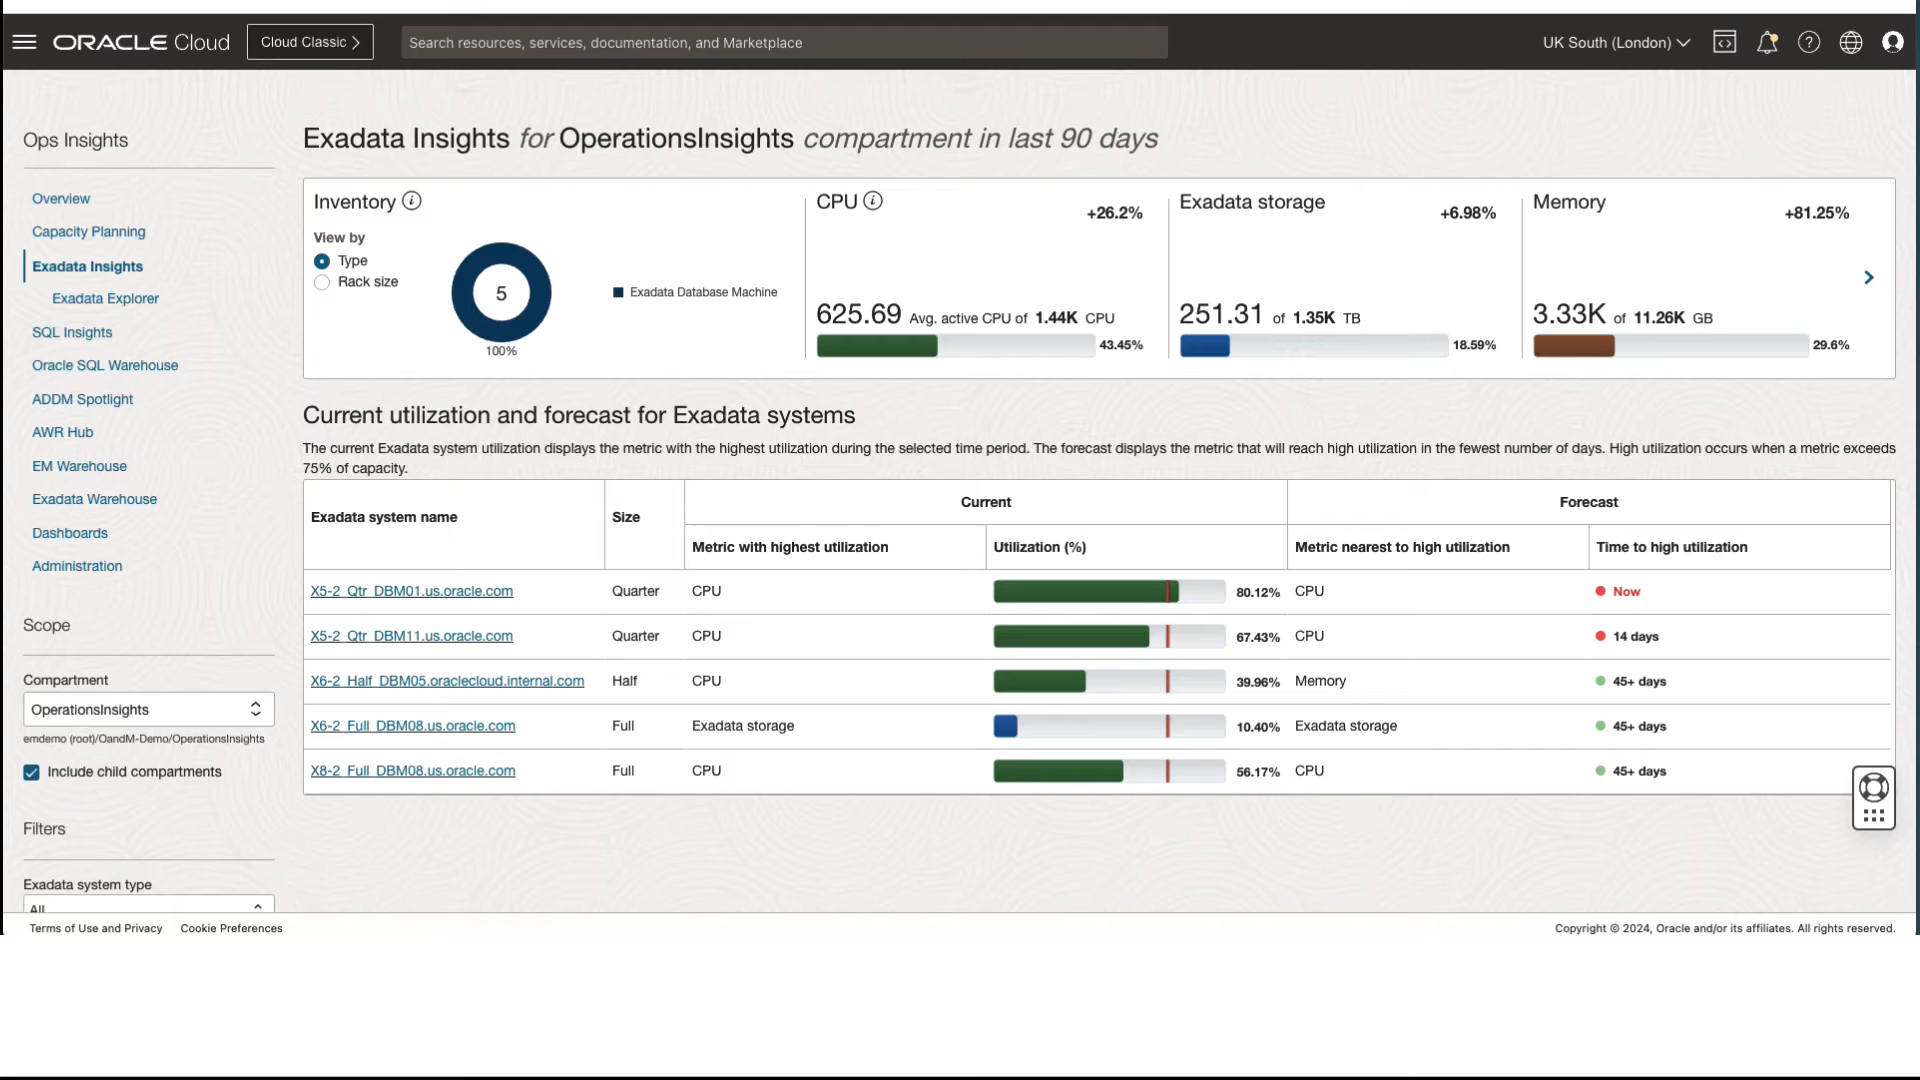 ORACLE Cloud
Cloud Classic >
Search resources, services, documentation, and Marketplace
UK South (London)
Ops Insights
Overview
Capacity Planning
Exadata Insights
Exadata Explorer
SQL Insights
Oracle SQL Warehouse
ADDM Spotlight
AWR Hub
EM Warehouse
Exadata Warehouse
Dashboards
Administration
Scope
Compartment
OperationsInsights
emdemo (root)/OandM-Demo/OperationsInsights
Include child compartments
Filters
Exadata system type
All
Exadata Insights for OperationsInsights compartment in last 90 days
Inventory
View by
Type
Rack size
5
100%
Exadata Database Machine
CPU
+26.2%
625.69 Avg. active CPU of 1.44K CPU
43.45%
Exadata storage
+6.98%
251.31 of 1.35K TB
18.59%
Memory
+81.25%
3.33K of 11.26K GB
29.6%
Current utilization and forecast for Exadata systems
The current Exadata system utilization displays the metric with the highest utilization during the selected time period. The forecast displays the metric that will reach high utilization in the fewest number of days. High utilization occurs when a metric exceeds
75% of capacity.
Exadata system name Size Current Forecast
Metric with highest utilization Utilization (%) Metric nearest to high utilization Time to high utilization
X5-2_Qtr_DBM01.us.oracle.com Quarter CPU 80.12% CPU Now
X5-2_Qtr_DBM11.us.oracle.com Quarter CPU 67.43% CPU 14 days
X6-2_Half_DBM05.oraclecloud.internal.com Half CPU 39.96% Memory 45+ days
X6-2_Full_DBM08.us.oracle.com Full Exadata storage 10.40% Exadata storage 45+ days
X8-2_Full_DBM08.us.oracle.com Full CPU 56.17% CPU 45+ days
Terms of Use and Privacy Cookie Preferences
Copyright © 2024, Oracle and/or its affiliates. All rights reserved.